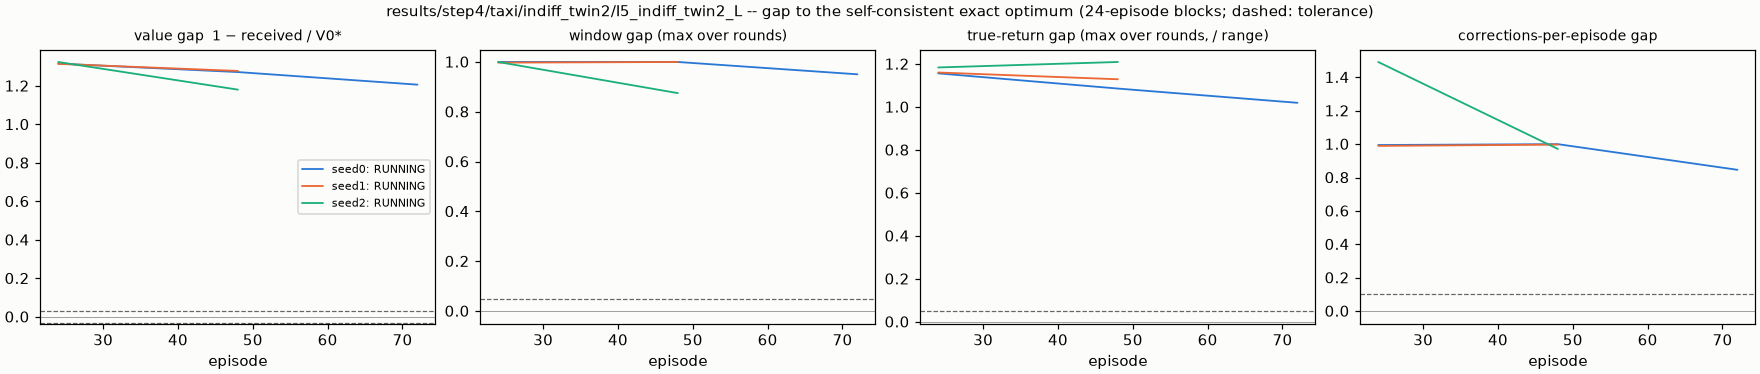 results/step4/taxi/indiff_twin2/I5_indiff_twin2_L -- gap to the self-consistent exact optimum (24-episode blocks; dashed: tolerance)
value gap  1 − received / V0*
1.2
1.0
0.8
0.6
0.4
0.2
0.0
30 40 50 60 70
episode
seed0: RUNNING
seed1: RUNNING
seed2: RUNNING
window gap (max over rounds)
1.0
0.8
0.6
0.4
0.2
0.0
30 40 50 60 70
episode
true-return gap (max over rounds, / range)
1.2
1.0
0.8
0.6
0.4
0.2
0.0
30 40 50 60 70
episode
corrections-per-episode gap
1.4
1.2
1.0
0.8
0.6
0.4
0.2
0.0
30 40 50 60 70
episode